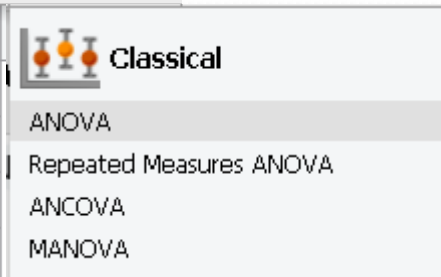 Classical
ANOVA
Repeated Measures ANOVA
ANCOVA
MANOVA